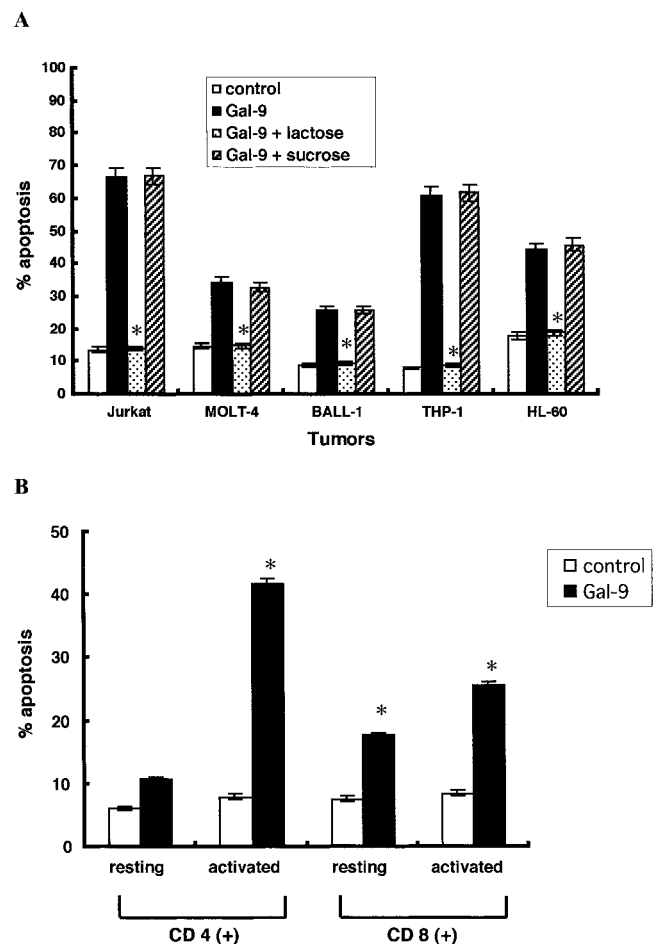 A
100
90
80
70
60
50
40
30
20
10
0
% apoptosis
control
Gal-9
Gal-9 + lactose
Gal-9 + sucrose
* * * * *
Jurkat MOLT-4 BALL-1 THP-1 HL-60
Tumors
B
50
40
30
20
10
0
% apoptosis
control
Gal-9
* * *
resting activated resting activated
CD 4 (+) CD 8 (+)